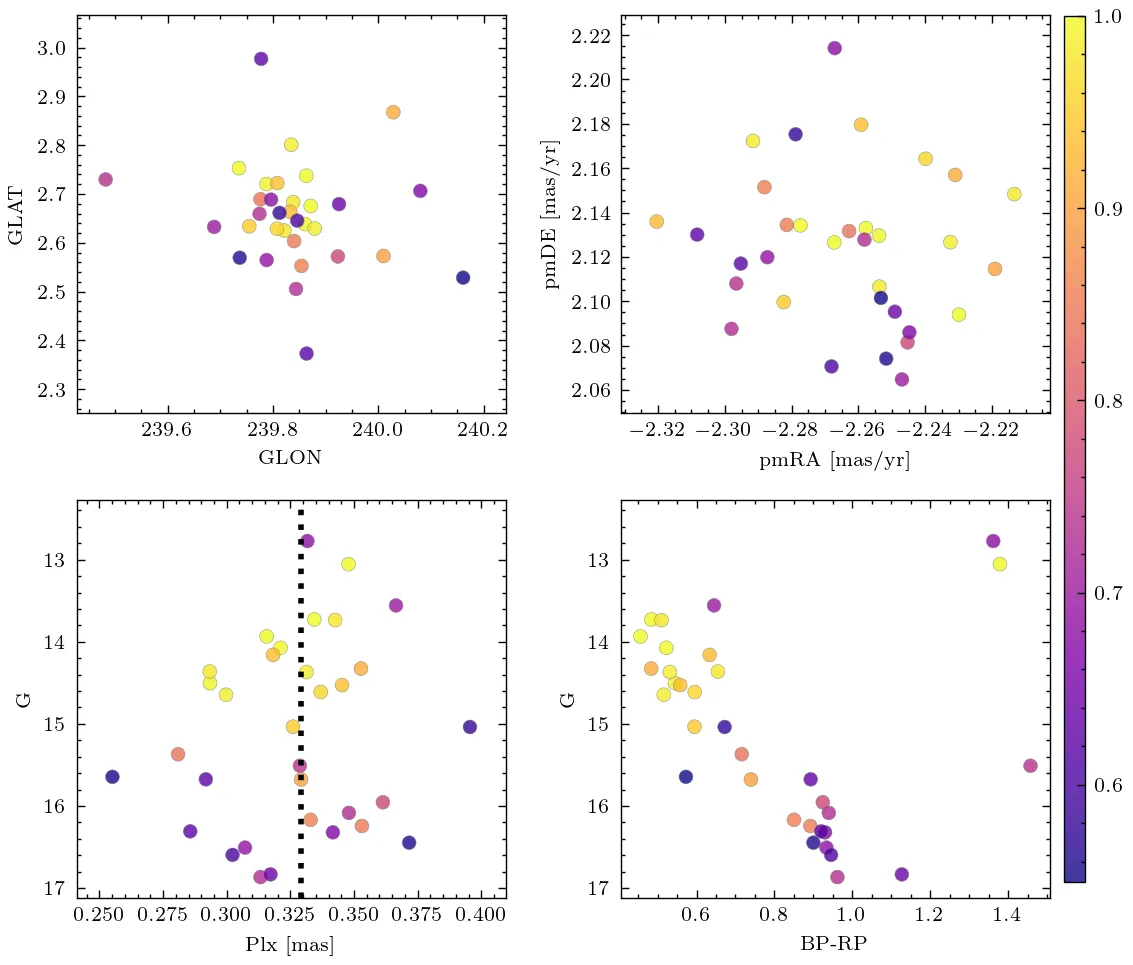 3.0
2.9
2.8
2.7
2.6
2.5
2.4
2.3
GLAT
239.6 239.8 240.0 240.2
GLON
2.22
2.20
2.18
2.16
2.14
2.12
2.10
2.08
2.06
pmDE [mas/yr]
−2.32 −2.30 −2.28 −2.26 −2.24 −2.22
pmRA [mas/yr]
13
14
15
16
17
G
0.250 0.275 0.300 0.325 0.350 0.375 0.400
Plx [mas]
13
14
15
16
17
G
0.6 0.8 1.0 1.2 1.4
BP-RP
1.0
0.9
0.8
0.7
0.6